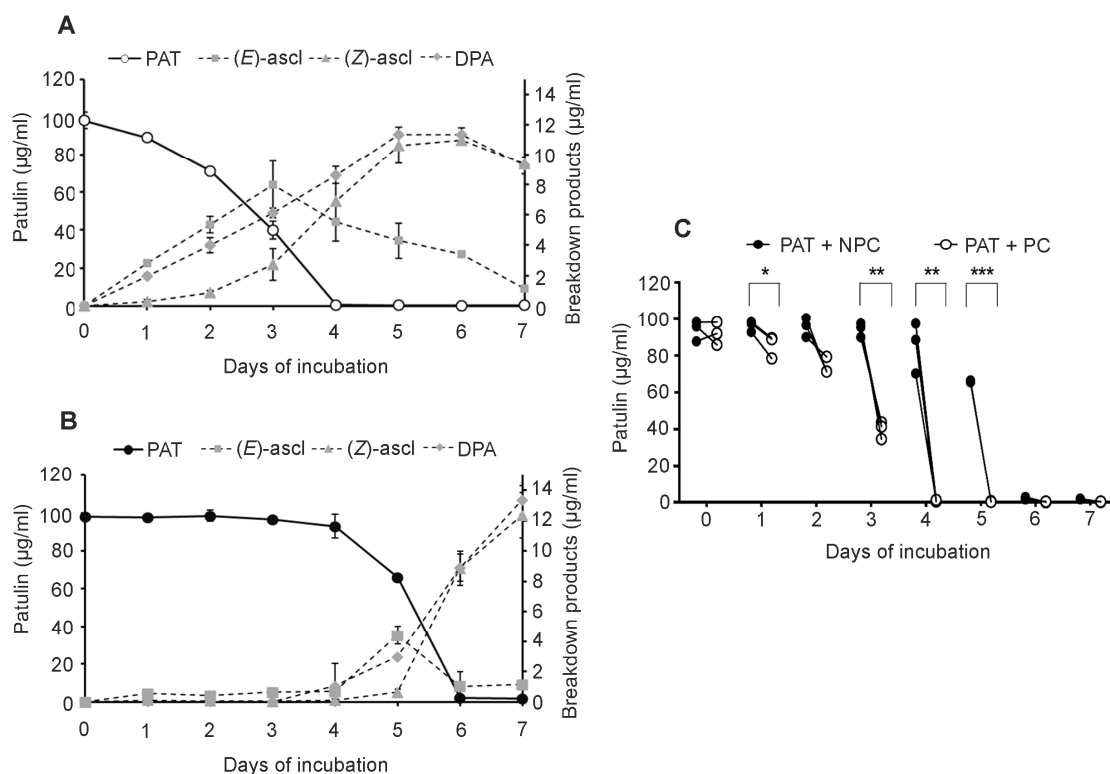 A
PAT (E)-ascl (Z)-ascl DPA
120
100
80
60
40
20
0
Patulin (µg/ml)
14
12
10
8
6
4
2
0
Breakdown products (µg/ml)
0 1 2 3 4 5 6 7
Days of incubation
B
PAT (E)-ascl (Z)-ascl DPA
120
100
80
60
40
20
0
Patulin (µg/ml)
14
12
10
8
6
4
2
0
Breakdown products (µg/ml)
0 1 2 3 4 5 6 7
Days of incubation
C
PAT + NPC PAT + PC
* ** ** ***
120
100
80
60
40
20
0
Patulin (µg/ml)
0 1 2 3 4 5 6 7
Days of incubation